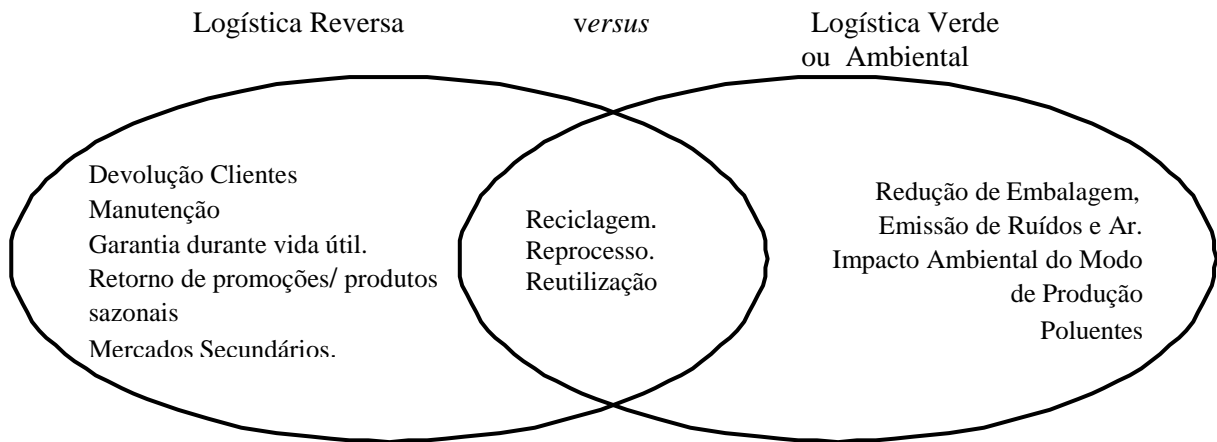 Logística Reversa versus Logística Verde
ou Ambiental
Devolução Clientes
Manutenção
Garantia durante vida útil.
Retorno de promoções/ produtos
sazonais
Mercados Secundários.
Reciclagem.
Reprocesso.
Reutilização
Redução de Embalagem,
Emissão de Ruídos e Ar.
Impacto Ambiental do Modo
de Produção
Poluentes